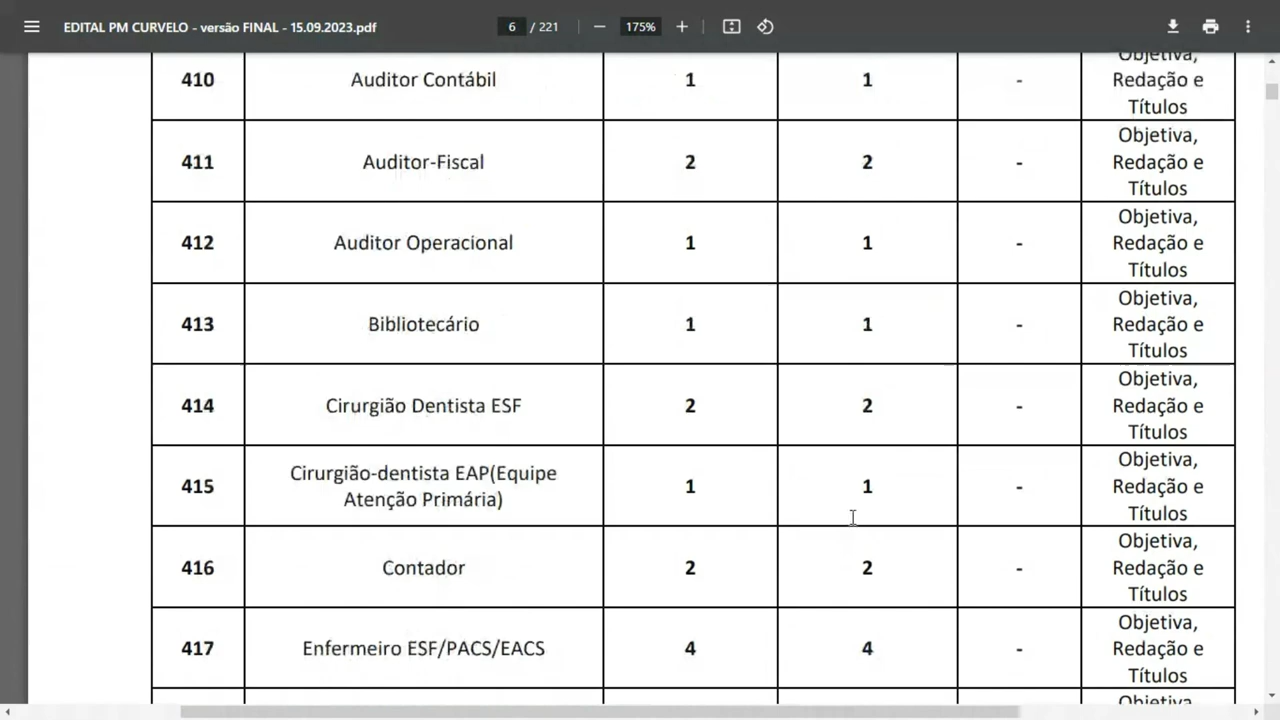 EDITAL PM CURVELO - versão FINAL - 15.09.2023.pdf 6 / 221 175%
Objetiva,
410 Auditor Contábil 1 1 - Redação e
Títulos
Objetiva,
411 Auditor-Fiscal 2 2 - Redação e
Títulos
Objetiva,
412 Auditor Operacional 1 1 - Redação e
Títulos
Objetiva,
413 Bibliotecário 1 1 - Redação e
Títulos
Objetiva,
414 Cirurgião Dentista ESF 2 2 - Redação e
Títulos
Cirurgião-dentista EAP(Equipe Objetiva,
415 1 1 - Redação e
Atenção Primária) Títulos
Objetiva,
416 Contador 2 2 - Redação e
Títulos
Objetiva,
417 Enfermeiro ESF/PACS/EACS 4 4 - Redação e
Títulos
Objetiva,